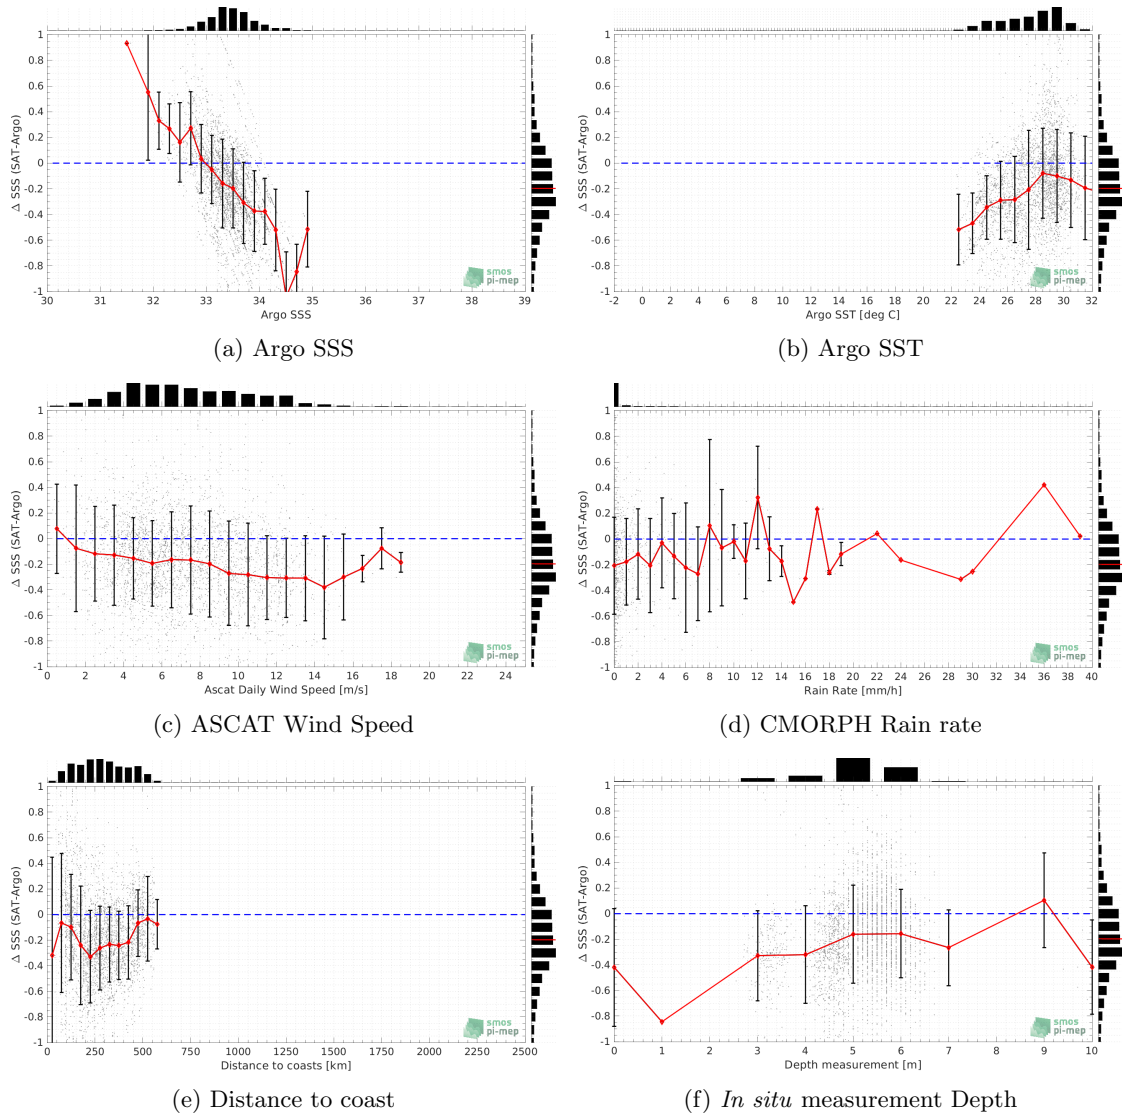 1
0.8
0.6
0.4
0.2
0
-0.2
-0.4
-0.6
-0.8
-1
Δ SSS (SAT-Argo)
30 31 32 33 34 35 36 37 38 39
Argo SSS
smos
pi-mep
(a) Argo SSS
1
0.8
0.6
0.4
0.2
0
-0.2
-0.4
-0.6
-0.8
-1
Δ SSS (SAT-Argo)
-2 0 2 4 6 8 10 12 14 16 18 20 22 24 26 28 30 32
Argo SST [deg C]
smos
pi-mep
(b) Argo SST
1
0.8
0.6
0.4
0.2
0
-0.2
-0.4
-0.6
-0.8
-1
Δ SSS (SAT-Argo)
0 2 4 6 8 10 12 14 16 18 20 22 24
Ascat Daily Wind Speed [m/s]
smos
pi-mep
(c) ASCAT Wind Speed
1
0.8
0.6
0.4
0.2
0
-0.2
-0.4
-0.6
-0.8
-1
Δ SSS (SAT-Argo)
0 2 4 6 8 10 12 14 16 18 20 22 24 26 28 30 32 34 36 38 40
Rain Rate [mm/h]
smos
pi-mep
(d) CMORPH Rain rate
1
0.8
0.6
0.4
0.2
0
-0.2
-0.4
-0.6
-0.8
-1
Δ SSS (SAT-Argo)
0 250 500 750 1000 1250 1500 1750 2000 2250 2500
Distance to coasts [km]
smos
pi-mep
(e) Distance to coast
1
0.8
0.6
0.4
0.2
0
-0.2
-0.4
-0.6
-0.8
-1
Δ SSS (SAT-Argo)
0 1 2 3 4 5 6 7 8 9 10
Depth measurement [m]
smos
pi-mep
(f) In situ measurement Depth